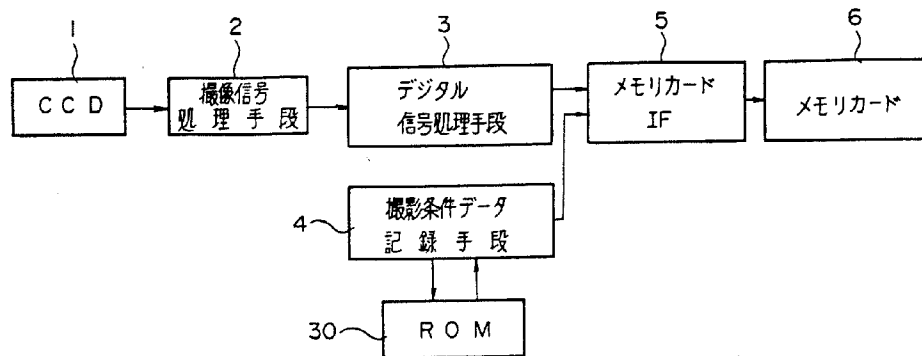 1
CCD
2
撮像信号
処理手段
3
デジタル
信号処理手段
5
メモリカード
IF
6
メモリカード
4
撮影条件データ
記録手段
30
ROM